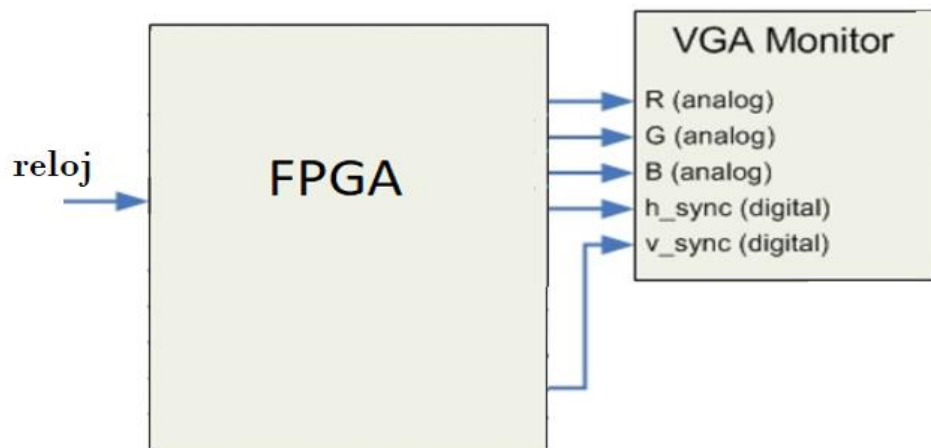 VGA Monitor
R (analog)
G (analog)
B (analog)
h_sync (digital)
v_sync (digital)
reloj
FPGA